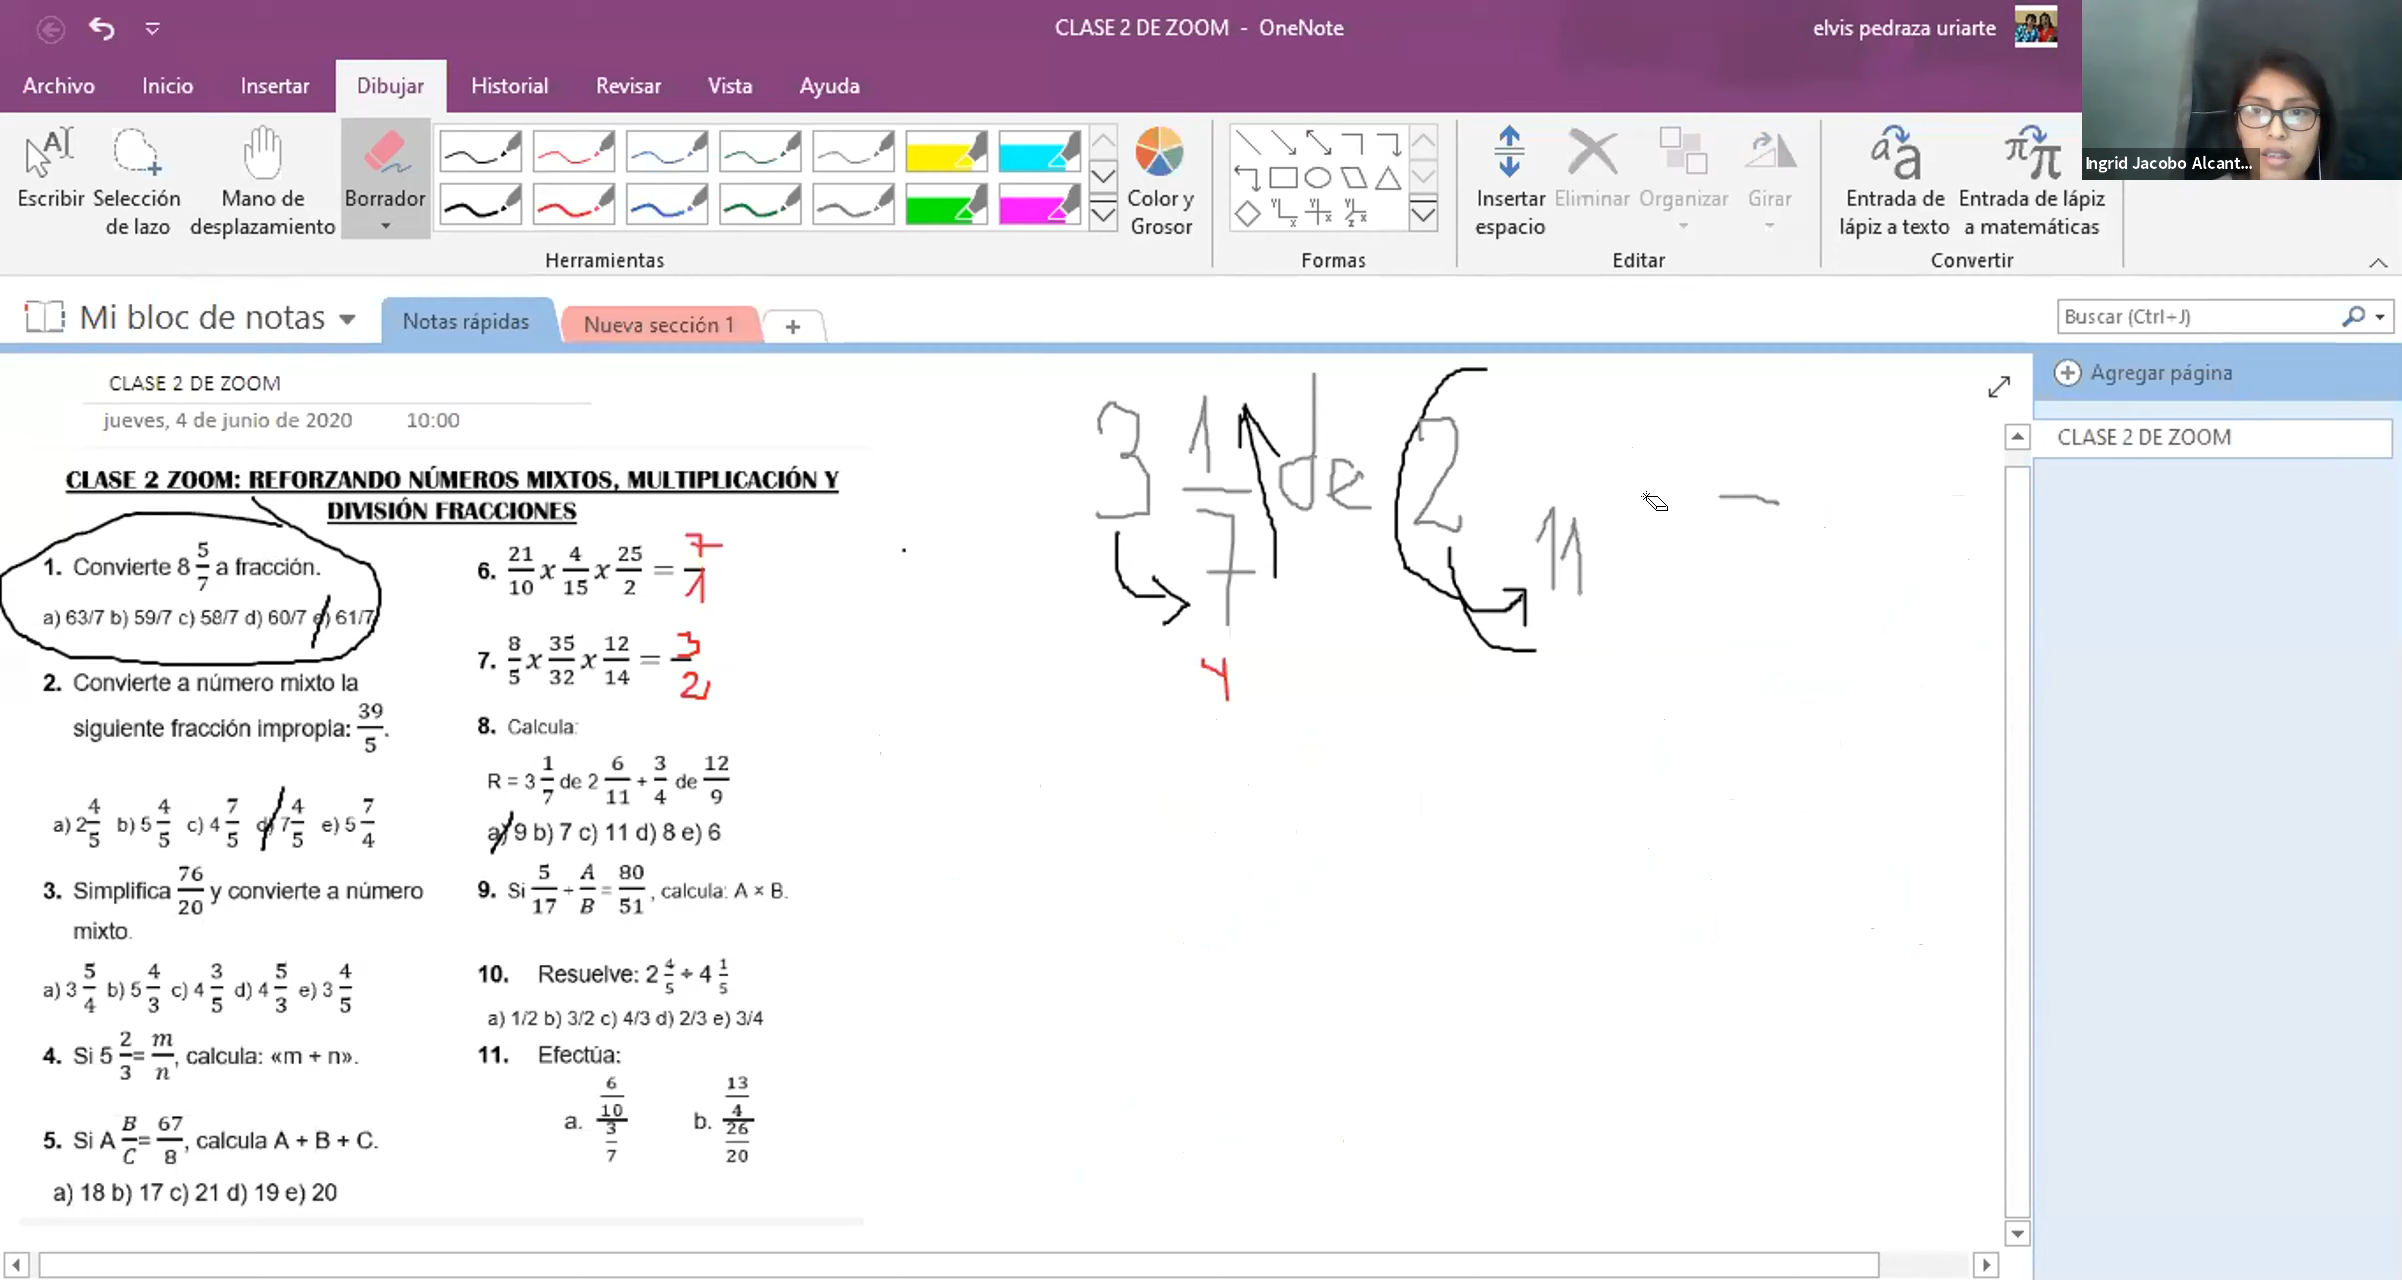 CLASE 2 DE ZOOM - OneNote
elvis pedraza uriarte
Archivo Inicio Insertar Dibujar Historial Revisar Vista Ayuda
Ingrid Jacobo Alcant...
Escribir Selección de lazo Mano de desplazamiento Borrador Color y Grosor Insertar espacio Eliminar Organizar Girar Entrada de lápiz a texto Entrada de lápiz a matemáticas
Herramientas Formas Editar Convertir
Mi bloc de notas Notas rápidas Nueva sección 1 +
Buscar (Ctrl+J)
Agregar página
CLASE 2 DE ZOOM
CLASE 2 DE ZOOM
jueves, 4 de junio de 2020 10:00
CLASE 2 ZOOM: REFORZANDO NÚMEROS MIXTOS, MULTIPLICACIÓN Y
DIVISIÓN FRACCIONES
1. Convierte 8 5/7 a fracción.
a) 63/7 b) 59/7 c) 58/7 d) 60/7 e) 61/7
2. Convierte a número mixto la
siguiente fracción impropia: 39/5.
a) 2 4/5 b) 5 4/5 c) 4 7/5 d) 7 4/5 e) 5 7/4
3. Simplifica 76/20 y convierte a número
mixto.
a) 3 5/4 b) 5 4/3 c) 4 3/5 d) 4 5/3 e) 3 4/5
4. Si 5 2/3 = m/n, calcula: «m + n».
5. Si A B/C = 67/8, calcula A + B + C.
a) 18 b) 17 c) 21 d) 19 e) 20
6. 21/10 x 4/15 x 25/2 = 7/1
7. 8/5 x 35/32 x 12/14 = 3/2
8. Calcula:
R = 3 1/7 de 2 6/11 + 3/4 de 12/9
a) 9 b) 7 c) 11 d) 8 e) 6
9. Si 5/17 ÷ A/B = 80/51, calcula: A × B.
10. Resuelve: 2 4/5 ÷ 4 1/5
a) 1/2 b) 3/2 c) 4/3 d) 2/3 e) 3/4
11. Efectúa:
a. 6/10 / 3/7 b. 13/4 / 26/20
3 1/7 de (2 11
4